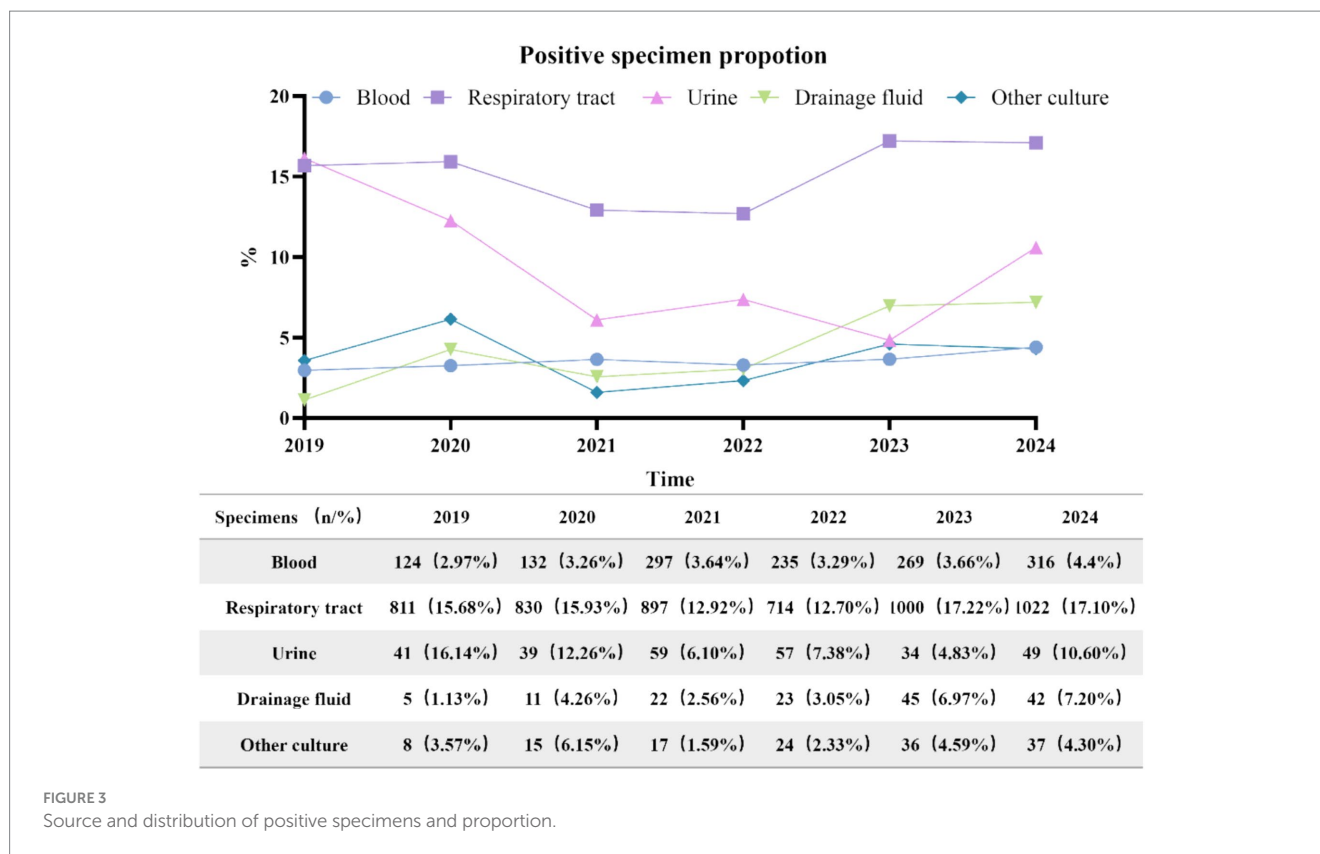 Positive specimen propotion
Blood Respiratory tract Urine Drainage fluid Other culture
20
15
10
5
0
%
2019 2020 2021 2022 2023 2024
Time
Specimens (n/%) 2019 2020 2021 2022 2023 2024
Blood 124 (2.97%) 132 (3.26%) 297 (3.64%) 235 (3.29%) 269 (3.66%) 316 (4.4%)
Respiratory tract 811 (15.68%) 830 (15.93%) 897 (12.92%) 714 (12.70%) 1000 (17.22%) 1022 (17.10%)
Urine 41 (16.14%) 39 (12.26%) 59 (6.10%) 57 (7.38%) 34 (4.83%) 49 (10.60%)
Drainage fluid 5 (1.13%) 11 (4.26%) 22 (2.56%) 23 (3.05%) 45 (6.97%) 42 (7.20%)
Other culture 8 (3.57%) 15 (6.15%) 17 (1.59%) 24 (2.33%) 36 (4.59%) 37 (4.30%)
FIGURE 3
Source and distribution of positive specimens and proportion.